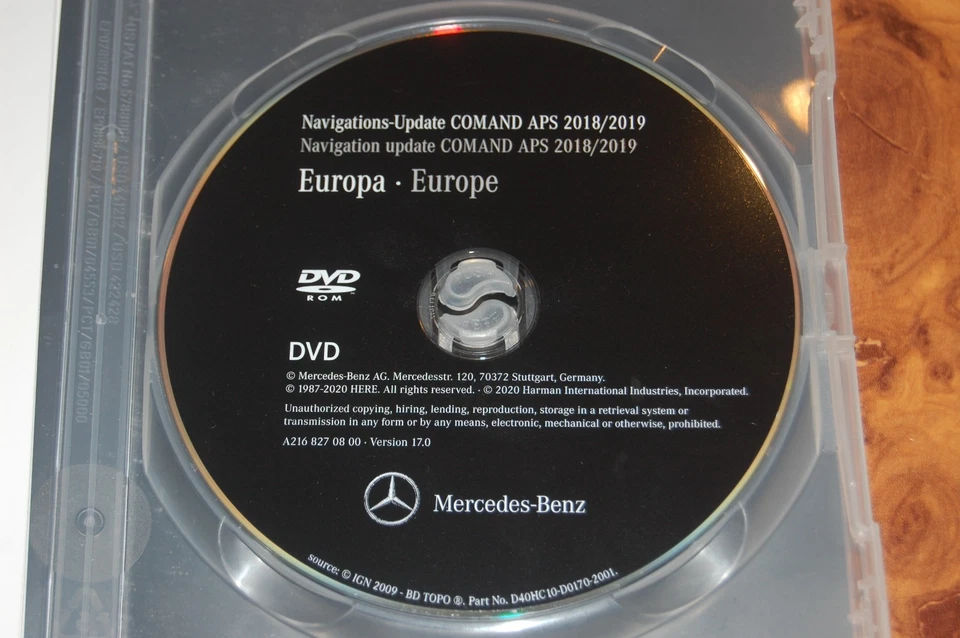 Navigations-Update COMAND APS 2018/2019
Navigation update COMAND APS 2018/2019
Europa · Europe
DVD
ROM
DVD
© Mercedes-Benz AG. Mercedesstr. 120, 70372 Stuttgart, Germany.
© 1987-2020 HERE. All rights reserved. · © 2020 Harman International Industries, Incorporated.
Unauthorized copying, hiring, lending, reproduction, storage in a retrieval system or
transmission in any form or by any means, electronic, mechanical or otherwise, prohibited.
A216 827 08 00 · Version 17.0
Mercedes-Benz
source: © IGN 2009 - BD TOPO ®. Part No. D40HC10-D0170-2001.